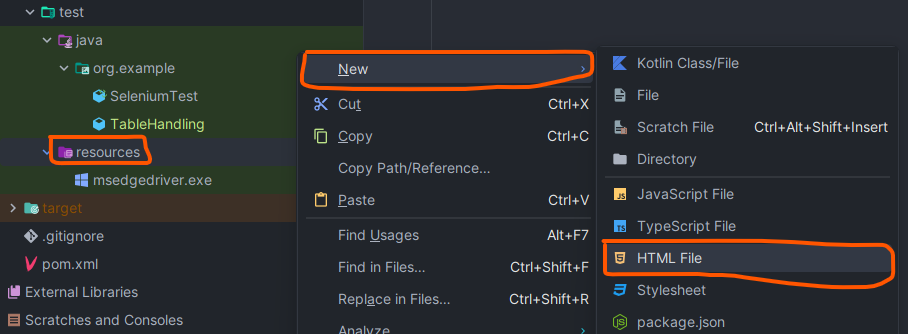 test
java
org.example
SeleniumTest
TableHandling
resources
msedgedriver.exe
target
.gitignore
pom.xml
External Libraries
Scratches and Consoles
New
Cut Ctrl+X
Copy Ctrl+C
Copy Path/Reference...
Paste Ctrl+V
Find Usages Alt+F7
Find in Files... Ctrl+Shift+F
Replace in Files... Ctrl+Shift+R
Analyze
Kotlin Class/File
File
Scratch File Ctrl+Alt+Shift+Insert
Directory
JS JavaScript File
TS TypeScript File
HTML File
Stylesheet
package.json